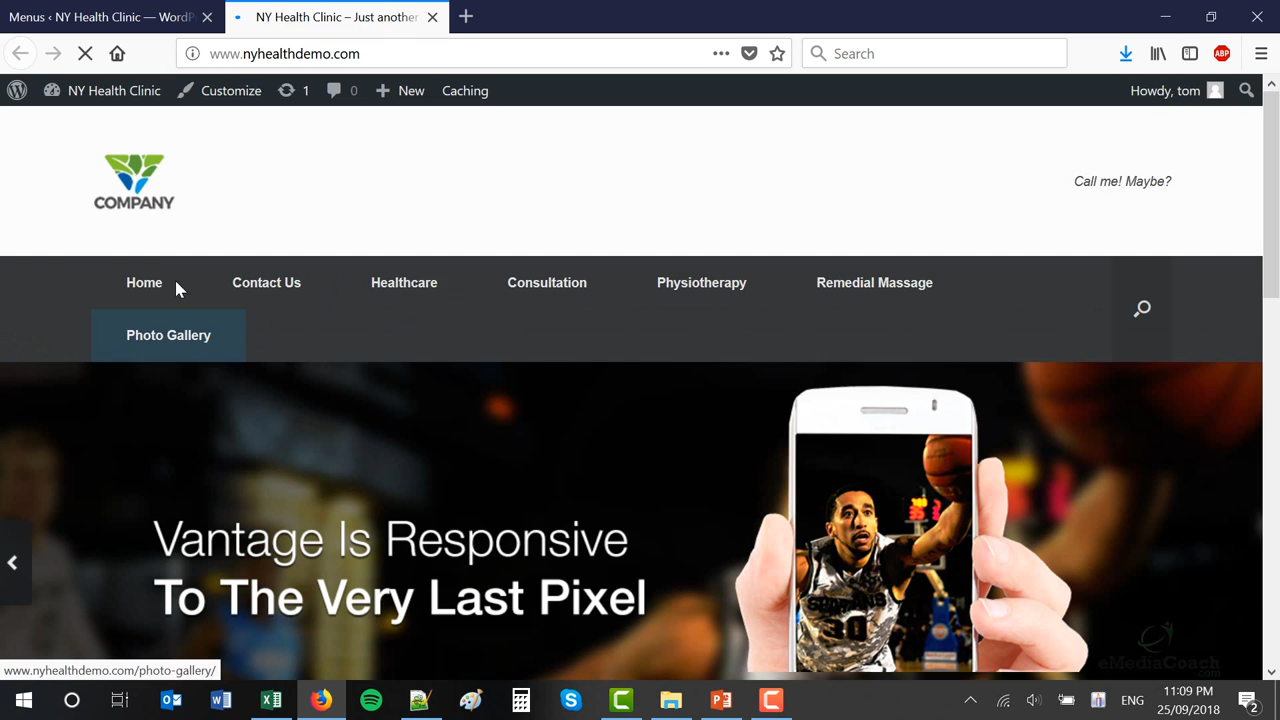 Menus ‹ NY Health Clinic — WordP
NY Health Clinic – Just another
www.nyhealthdemo.com
Search
NY Health Clinic
Customize
1
0
New
Caching
Howdy, tom
COMPANY
Call me! Maybe?
Home
Contact Us
Healthcare
Consultation
Physiotherapy
Remedial Massage
Photo Gallery
Vantage Is Responsive
To The Very Last Pixel
30
eMediaCoach
.com
www.nyhealthdemo.com/photo-gallery/
ENG
11:09 PM
25/09/2018
2